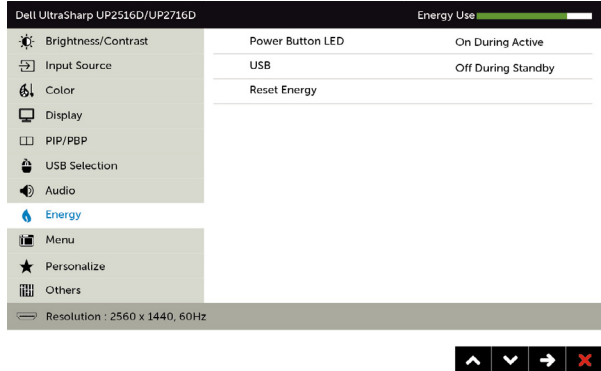 Dell UltraSharp UP2516D/UP2716D Energy Use
Brightness/Contrast Power Button LED On During Active
Input Source USB Off During Standby
Color Reset Energy
Display
PIP/PBP
USB Selection
Audio
Energy
Menu
Personalize
Others
Resolution : 2560 x 1440, 60Hz